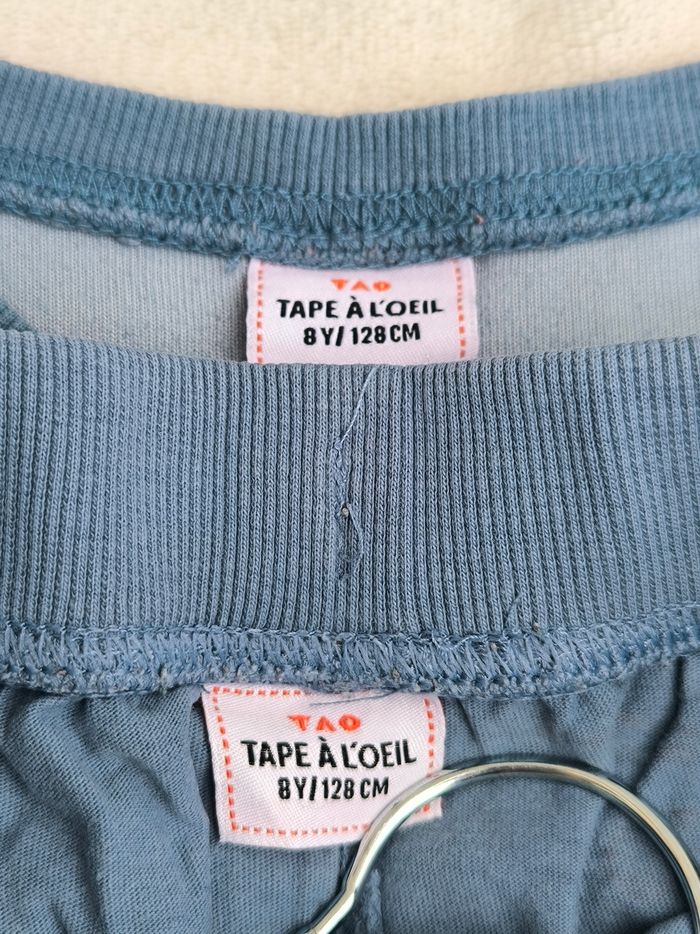 TAO
TAPE À L'OEIL
8Y/128CM
TAO
TAPE À L'OEIL
8Y/128CM